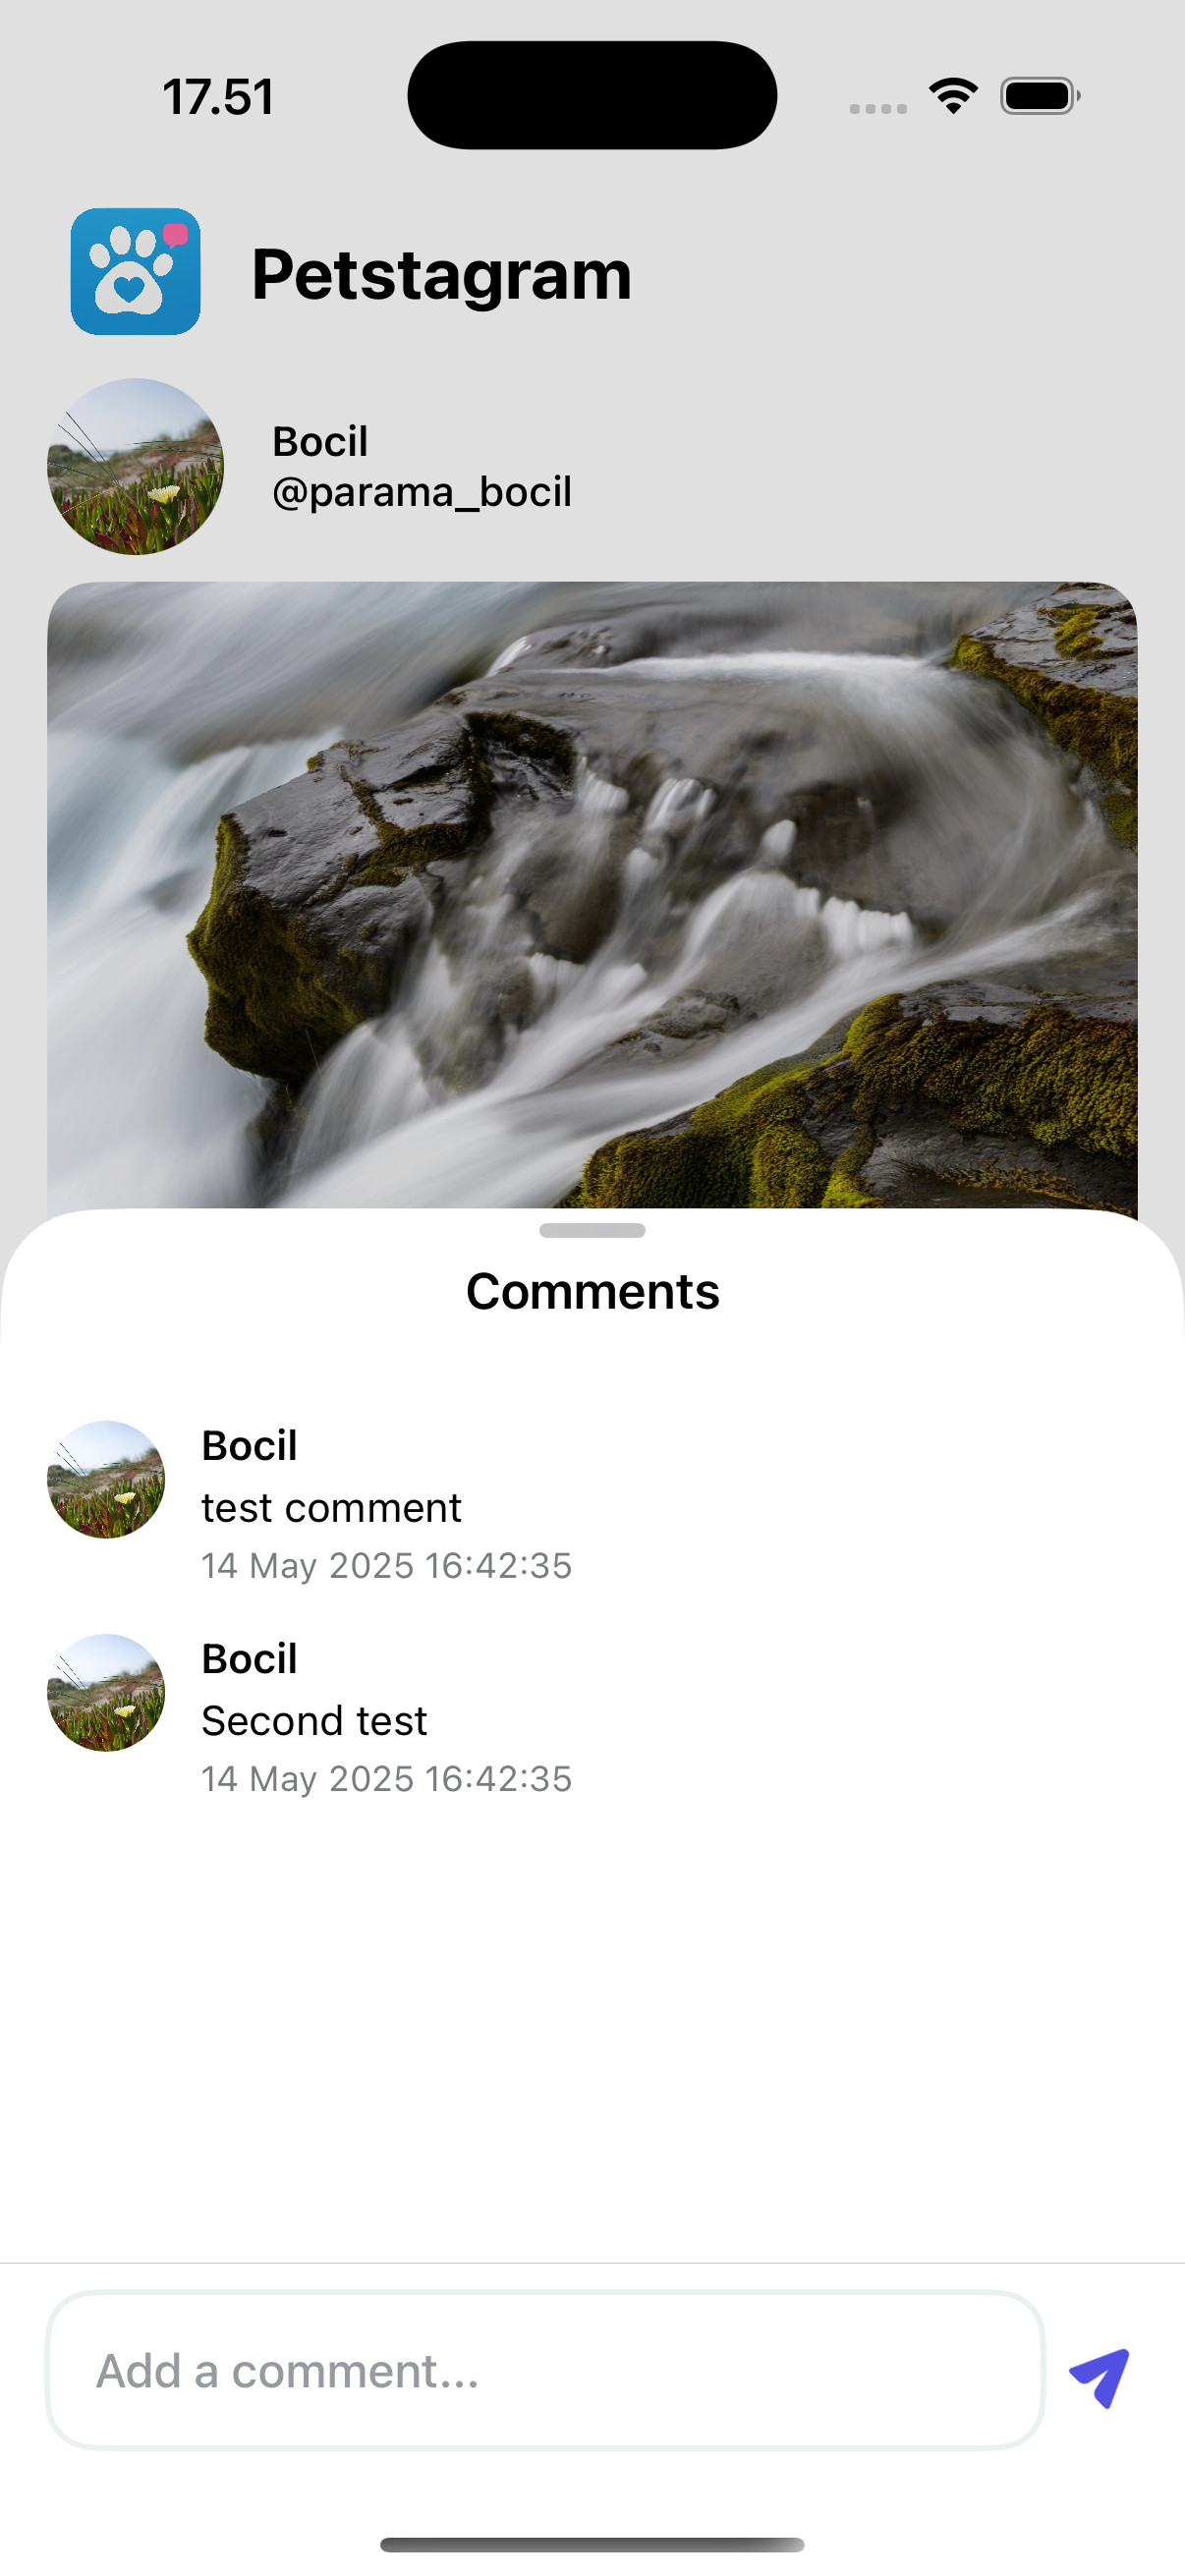 17.51
Petstagram
Bocil
@parama_bocil
Comments
Bocil
test comment
14 May 2025 16:42:35
Bocil
Second test
14 May 2025 16:42:35
Add a comment...